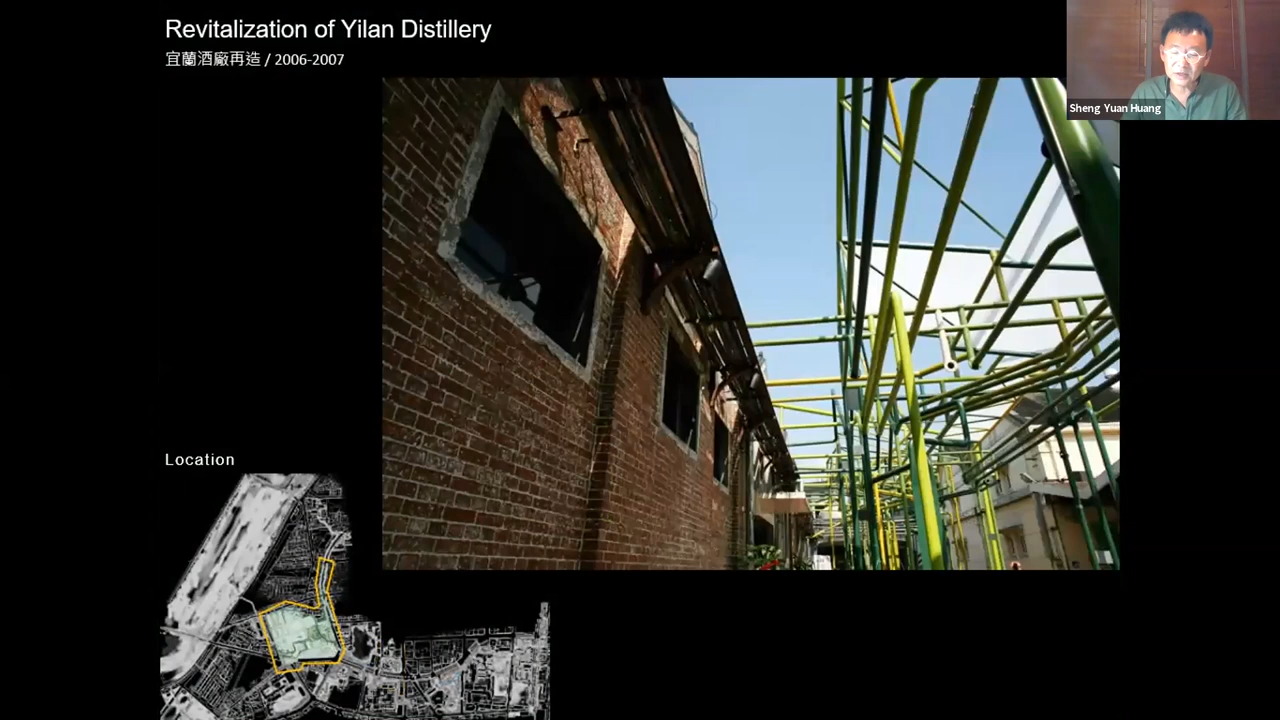 Revitalization of Yilan Distillery
宜蘭酒廠再造 / 2006-2007
Sheng Yuan Huang
Location